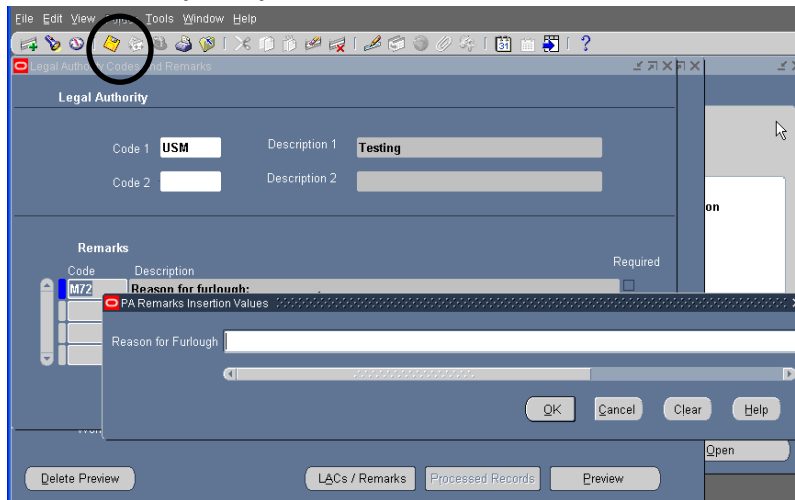 File Edit View Folder Tools Window Help
Legal Authority Codes and Remarks
Legal Authority
Code 1 USM Description 1 Testing
Code 2 Description 2
on
Remarks
Code Description Required
M72 Reason for furlough:
PA Remarks Insertion Values
Reason for Furlough
OK Cancel Clear Help
Open
Delete Preview LACs / Remarks Processed Records Preview